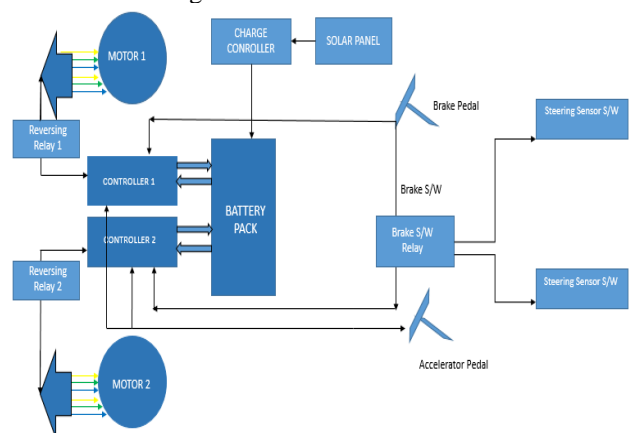 MOTOR 1
CHARGE
CONROLLER
SOLAR PANEL
Brake Pedal
Steering Sensor S/W
Reversing
Relay 1
CONTROLLER 1
Brake S/W
BATTERY
PACK
CONTROLLER 2
Brake S/W
Relay
Reversing
Relay 2
Steering Sensor S/W
Accelerator Pedal
MOTOR 2